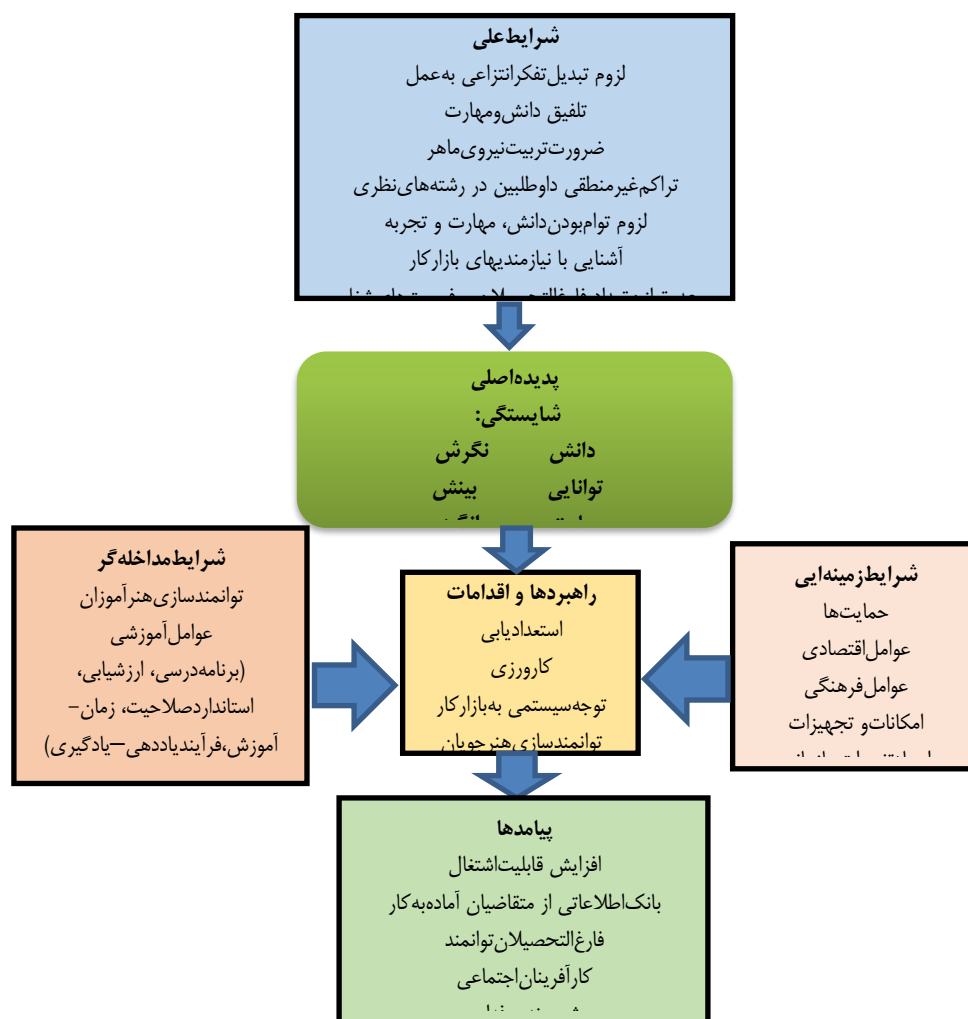 شرایط‌علی
لزوم تبدیل‌تفکرانتزاعی به‌عمل
تلفیق دانش‌ومهارت
ضرورت‌تربیت‌نیروی‌ماهر
تراکم‌غیرمنطقی داوطلبین در رشته‌های‌نظری
لزوم توام‌بودن‌دانش، مهارت و تجربه
آشنایی با نیازمندیهای بازارکار
پدیده‌اصلی
شایستگی:
دانش نگرش
توانایی بینش
شرایط‌مداخله‌گر
توانمندسازی‌هنرآموزان
عوامل‌آموزشی
(برنامه‌درسی، ارزشیابی،
استانداردصلاحیت، زمان-
آموزش،فرآیندیاددهی–یادگیری)
راهبردها و اقدامات
استعدادیابی
کارورزی
توجه‌سیستمی به‌بازارکار
توانمندسازی‌هنرجویان
شرایط‌زمینه‌ایی
حمایت‌ها
عوامل‌اقتصادی
عوامل‌فرهنگی
امکانات‌و تجهیزات
پیامدها
افزایش قابلیت‌اشتغال
بانک‌اطلاعاتی از متقاضیان آماده‌به‌کار
فارغ‌التحصیلان‌توانمند
کارآفرینان‌اجتماعی